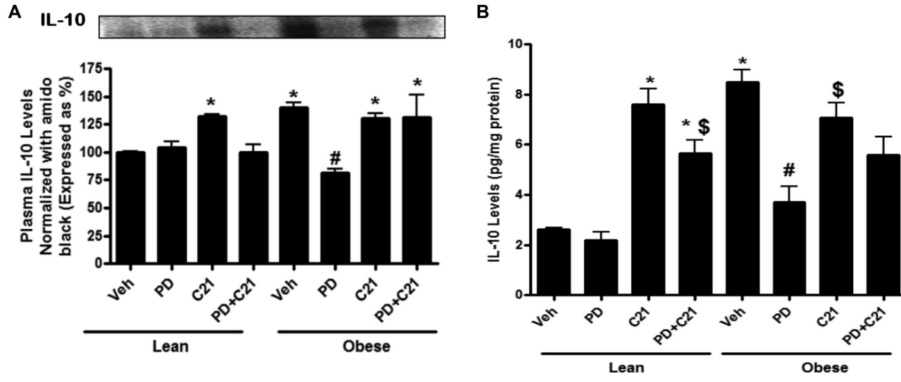 A
IL-10
Plasma IL-10 Levels
Normalized with amido
black (Expressed as %)
175
150
125
100
75
50
25
0
*
*
#
*
*
Veh
PD
C21
PD+C21
Veh
PD
C21
PD+C21
Lean
Obese
B
IL-10 Levels (pg/mg protein)
10
8
6
4
2
0
*
* $
*
#
$
Veh
PD
C21
PD+C21
Veh
PD
C21
PD+C21
Lean
Obese